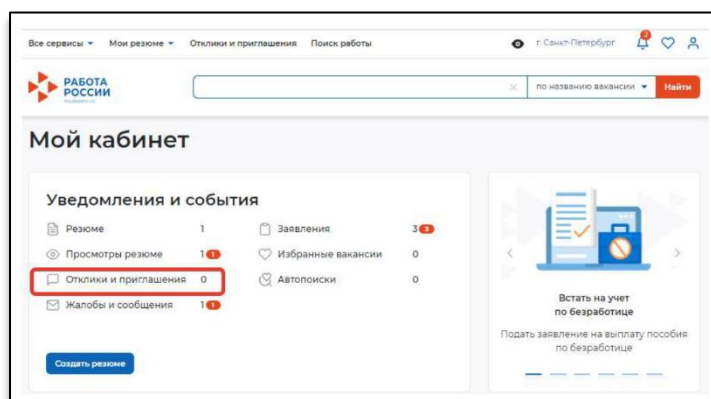 Все сервисы Мои резюме Отклики и приглашения Поиск работы г. Санкт-Петербург 2
РАБОТА РОССИИ
по названию вакансии Найти
Мой кабинет
Уведомления и события
Резюме 1 Заявления 3 3
Просмотры резюме 1 1 Избранные вакансии 0
Отклики и приглашения 0 Автопоиски 0
Жалобы и сообщения 1 1
Создать резюме
Встать на учет
по безработице
Подать заявление на выплату пособия
по безработице